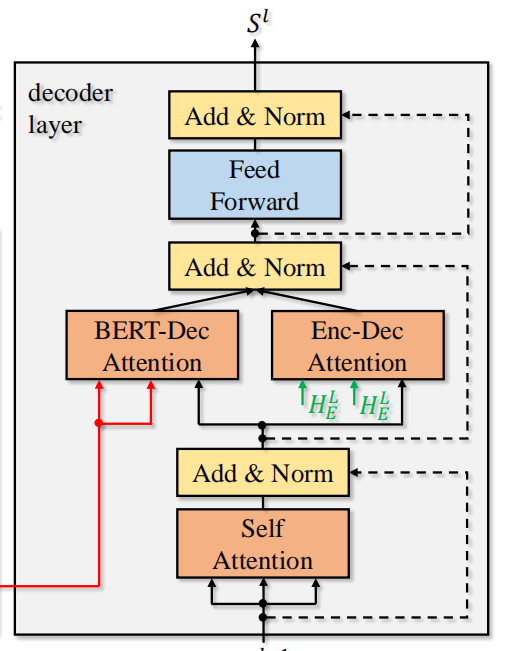 S^l
decoder
layer
Add & Norm
Feed
Forward
Add & Norm
BERT-Dec
Attention
Enc-Dec
Attention
H_E^L
H_E^L
Add & Norm
Self
Attention